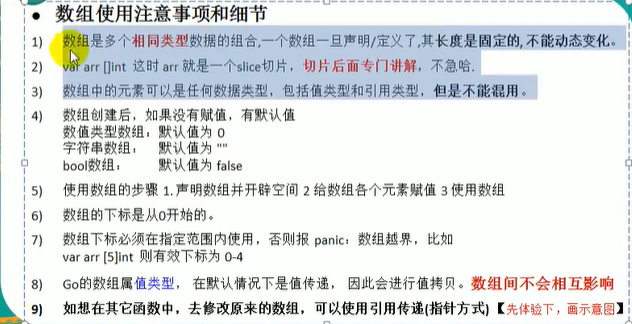 • 数组使用注意事项和细节
1) 数组是多个相同类型数据的组合,一个数组一旦声明/定义了,其长度是固定的, 不能动态变化。
2) var arr []int 这时 arr 就是一个slice切片，切片后面专门讲解，不急哈.
3) 数组中的元素可以是任何数据类型，包括值类型和引用类型，但是不能混用。
4) 数组创建后，如果没有赋值，有默认值
数值类型数组：默认值为 0
字符串数组： 默认值为 ""
bool数组： 默认值为 false
5) 使用数组的步骤 1.声明数组并开辟空间 2 给数组各个元素赋值 3 使用数组
6) 数组的下标是从0开始的。
7) 数组下标必须在指定范围内使用，否则报 panic：数组越界，比如
var arr [5]int 则有效下标为 0-4
8) Go的数组属值类型， 在默认情况下是值传递， 因此会进行值拷贝。数组间不会相互影响
9) 如想在其它函数中，去修改原来的数组，可以使用引用传递(指针方式)【先体验下，画示意图】